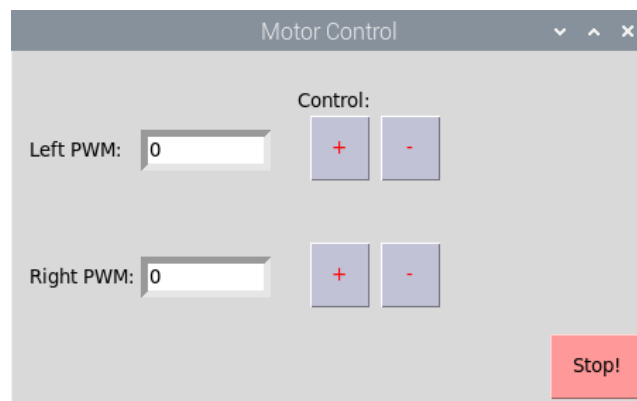 Motor Control
Control:
Left PWM: 0 + -
Right PWM: 0 + -
Stop!